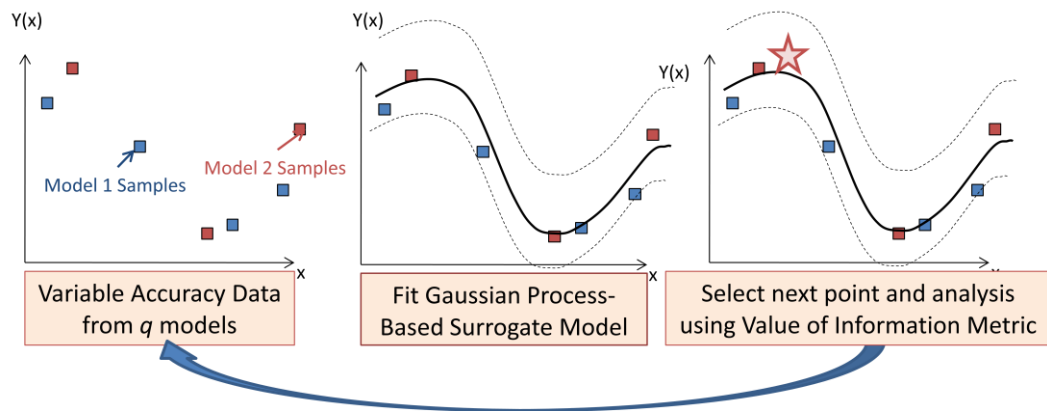 Y(x)
Model 1 Samples
Model 2 Samples
x
Variable Accuracy Data
from q models
Y(x)
x
Fit Gaussian Process-
Based Surrogate Model
Y(x)
x
Select next point and analysis
using Value of Information Metric